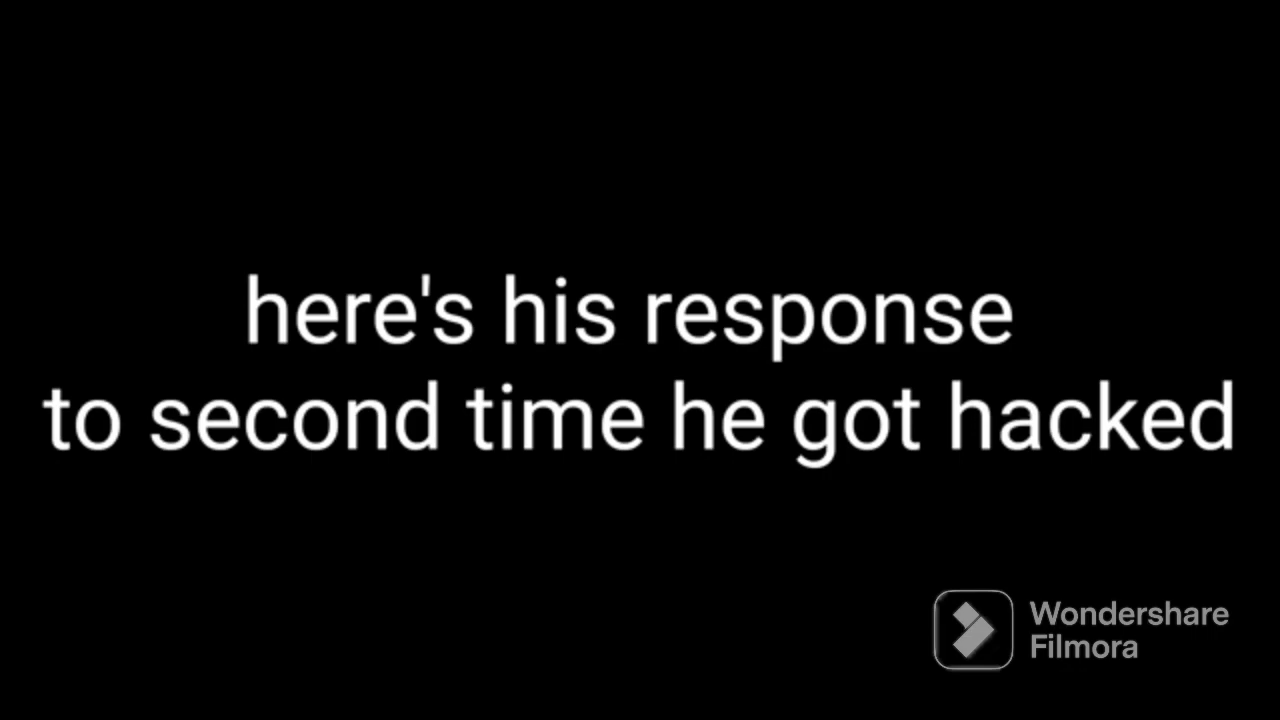 here's his response
to second time he got hacked
Wondershare
Filmora